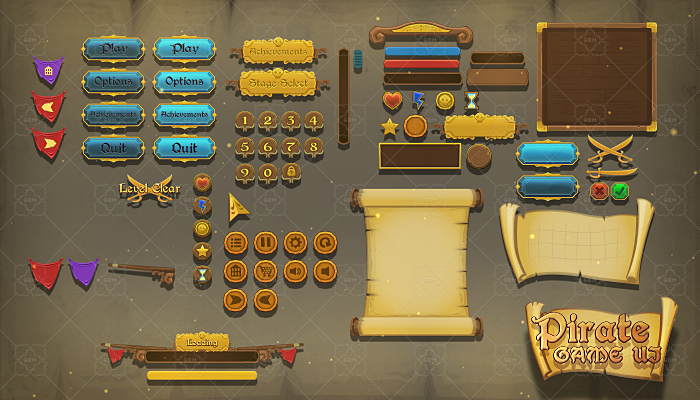 Play
Play
Options
Options
Achievements
Achievements
Quit
Quit
Achievements
Stage Select
1 2 3 4
5 6 7 8
9 0
Level Clear
Loading
Pirate
GAME UI